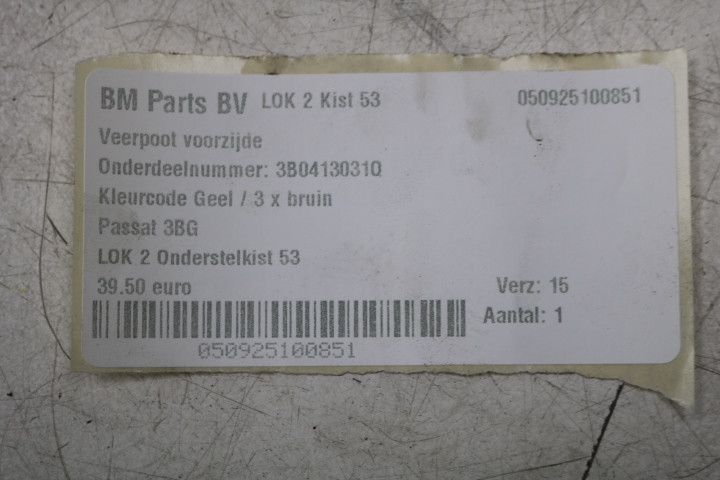 BM Parts BV LOK 2 Kist 53 050925100851
Veerpoot voorzijde
Onderdeelnummer: 3B0413031Q
Kleurcode Geel / 3 x bruin
Passat 3BG
LOK 2 Onderstelkist 53
39.50 euro Verz: 15
Aantal: 1
050925100851